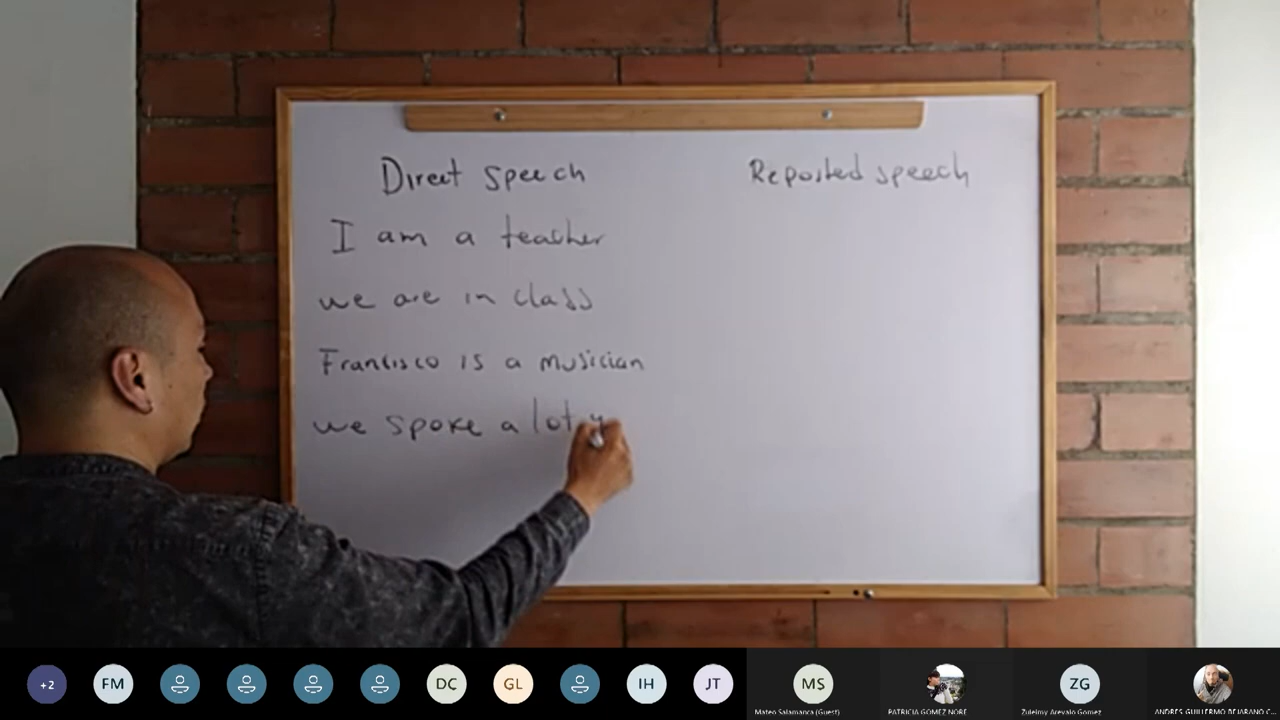 Direct speech
Reported speech
I am a teacher
we are in class
Francisco is a musician
we spoke a lot y
+2
FM
DC
GL
IH
JT
MS
Mateo Salamanca (Guest)
PATRICIA GOMEZ NORE
ZG
Zuleimy Arevalo Gomez
ANDRES GUILLERMO BEJARANO C...